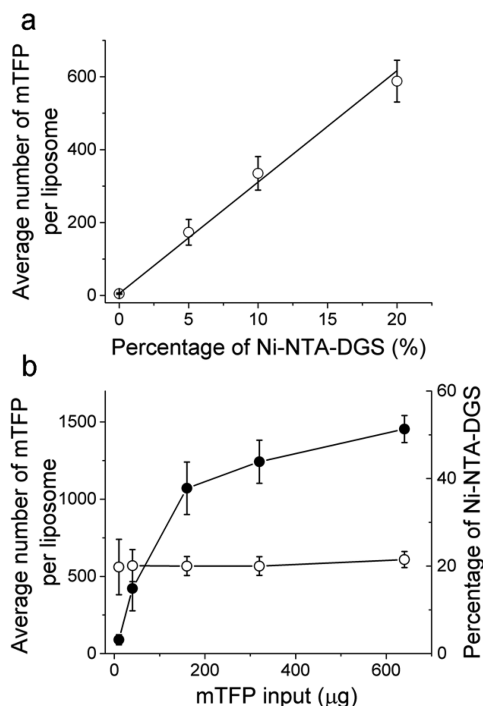 a
Average number of mTFP
per liposome
600
400
200
0
0 5 10 15 20
Percentage of Ni-NTA-DGS (%)
b
Average number of mTFP
per liposome
1500
1000
500
0
60
40
20
0
Percentage of Ni-NTA-DGS
0 200 400 600
mTFP input (μg)